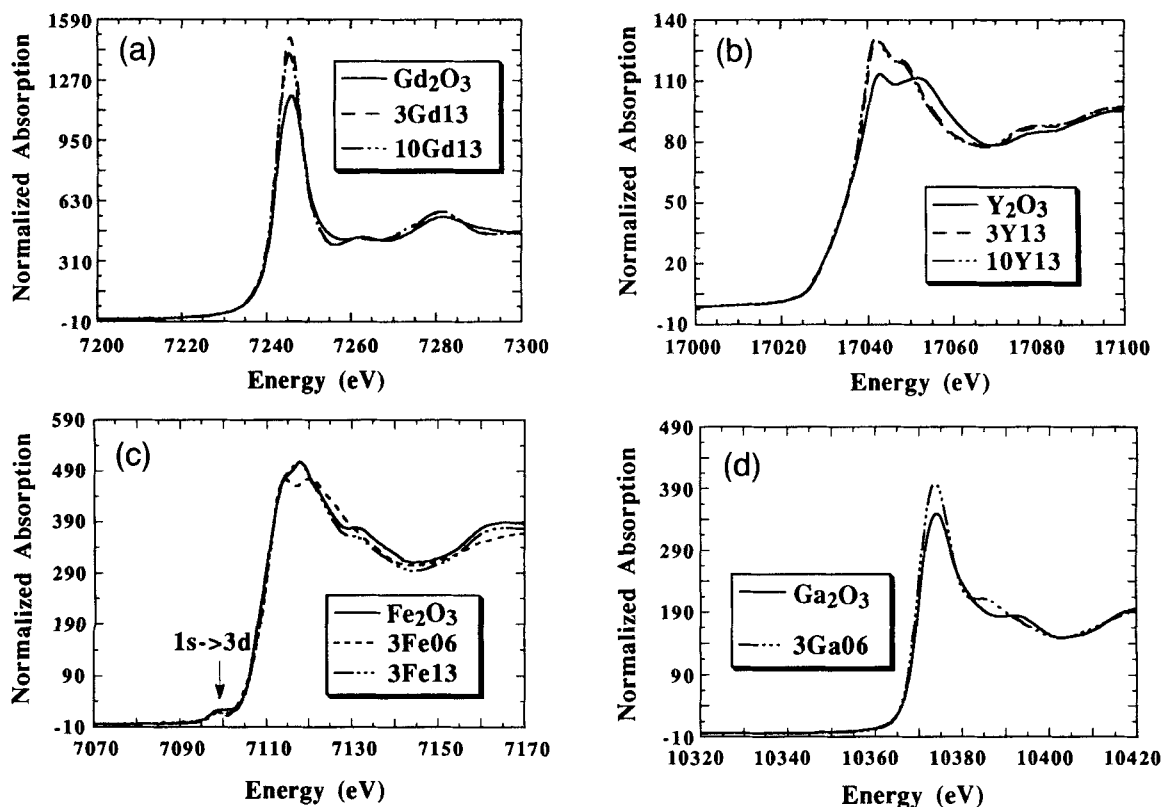 (a)
Normalized Absorption
1590
1270
950
630
310
-10
Gd₂O₃
3Gd13
10Gd13
7200 7220 7240 7260 7280 7300
Energy (eV)
(b)
Normalized Absorption
140
110
80
50
20
-10
Y₂O₃
3Y13
10Y13
17000 17020 17040 17060 17080 17100
Energy (eV)
(c)
Normalized Absorption
590
490
390
290
190
90
-10
1s->3d
Fe₂O₃
3Fe06
3Fe13
7070 7090 7110 7130 7150 7170
Energy (eV)
(d)
Normalized Absorption
490
390
290
190
90
-10
Ga₂O₃
3Ga06
10320 10340 10360 10380 10400 10420
Energy (eV)